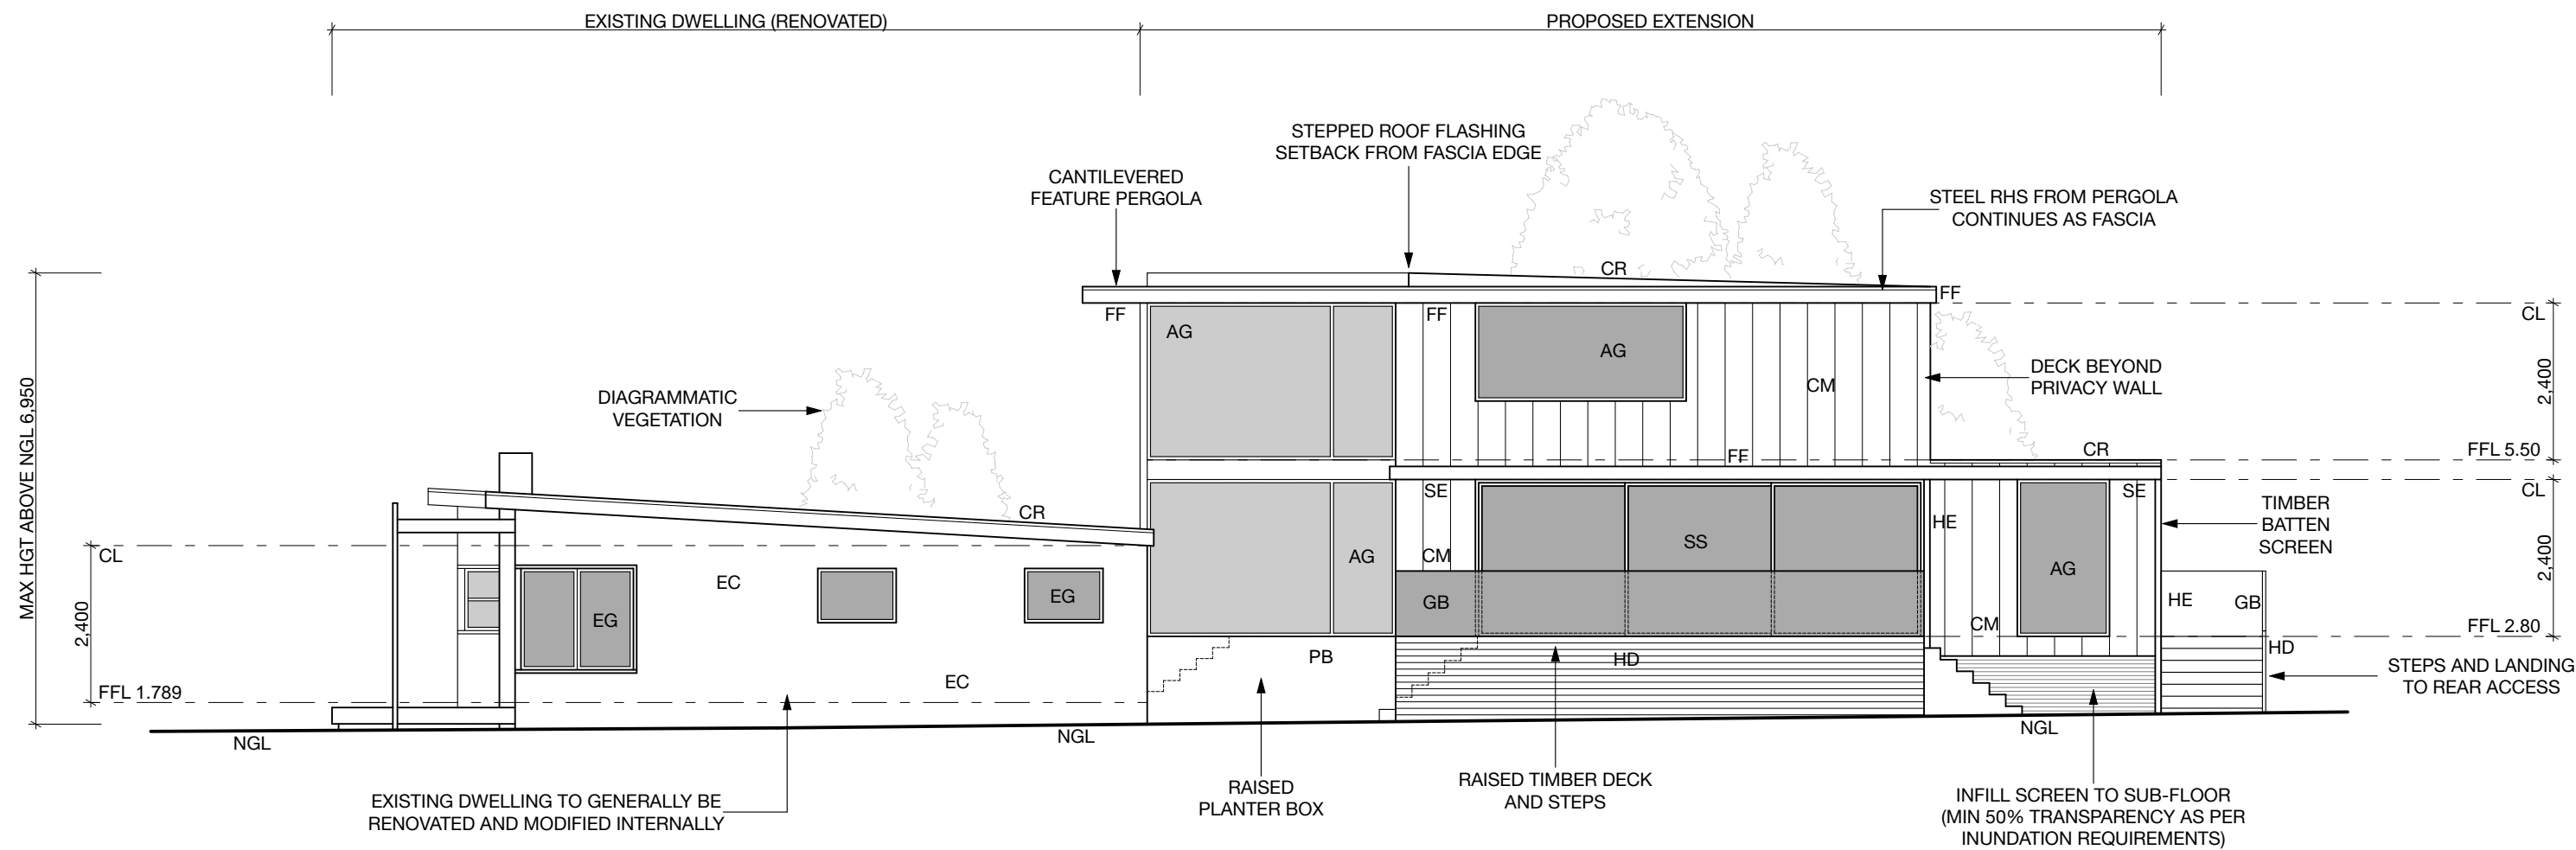 EXISTING DWELLING (RENOVATED)
PROPOSED EXTENSION
STEPPED ROOF FLASHING
SETBACK FROM FASCIA EDGE
CANTILEVERED
FEATURE PERGOLA
STEEL RHS FROM PERGOLA
CONTINUES AS FASCIA
CR
FF
FF
FF
CL
AG
AG
CM
DECK BEYOND
PRIVACY WALL
2,400
MAX HGT ABOVE NGL 6,950
DIAGRAMMATIC
VEGETATION
FF
CR
FFL 5.50
SE
SE
CL
CR
TIMBER
BATTEN
SCREEN
HE
SS
CL
CM
AG
AG
2,400
EC
EG
EG
GB
HE
GB
2,400
CM
FFL 2.80
HD
PB
HD
STEPS AND LANDING
TO REAR ACCESS
EC
FFL 1.789
NGL
NGL
NGL
EXISTING DWELLING TO GENERALLY BE
RENOVATED AND MODIFIED INTERNALLY
RAISED
PLANTER BOX
RAISED TIMBER DECK
AND STEPS
INFILL SCREEN TO SUB-FLOOR
(MIN 50% TRANSPARENCY AS PER
INUNDATION REQUIREMENTS)